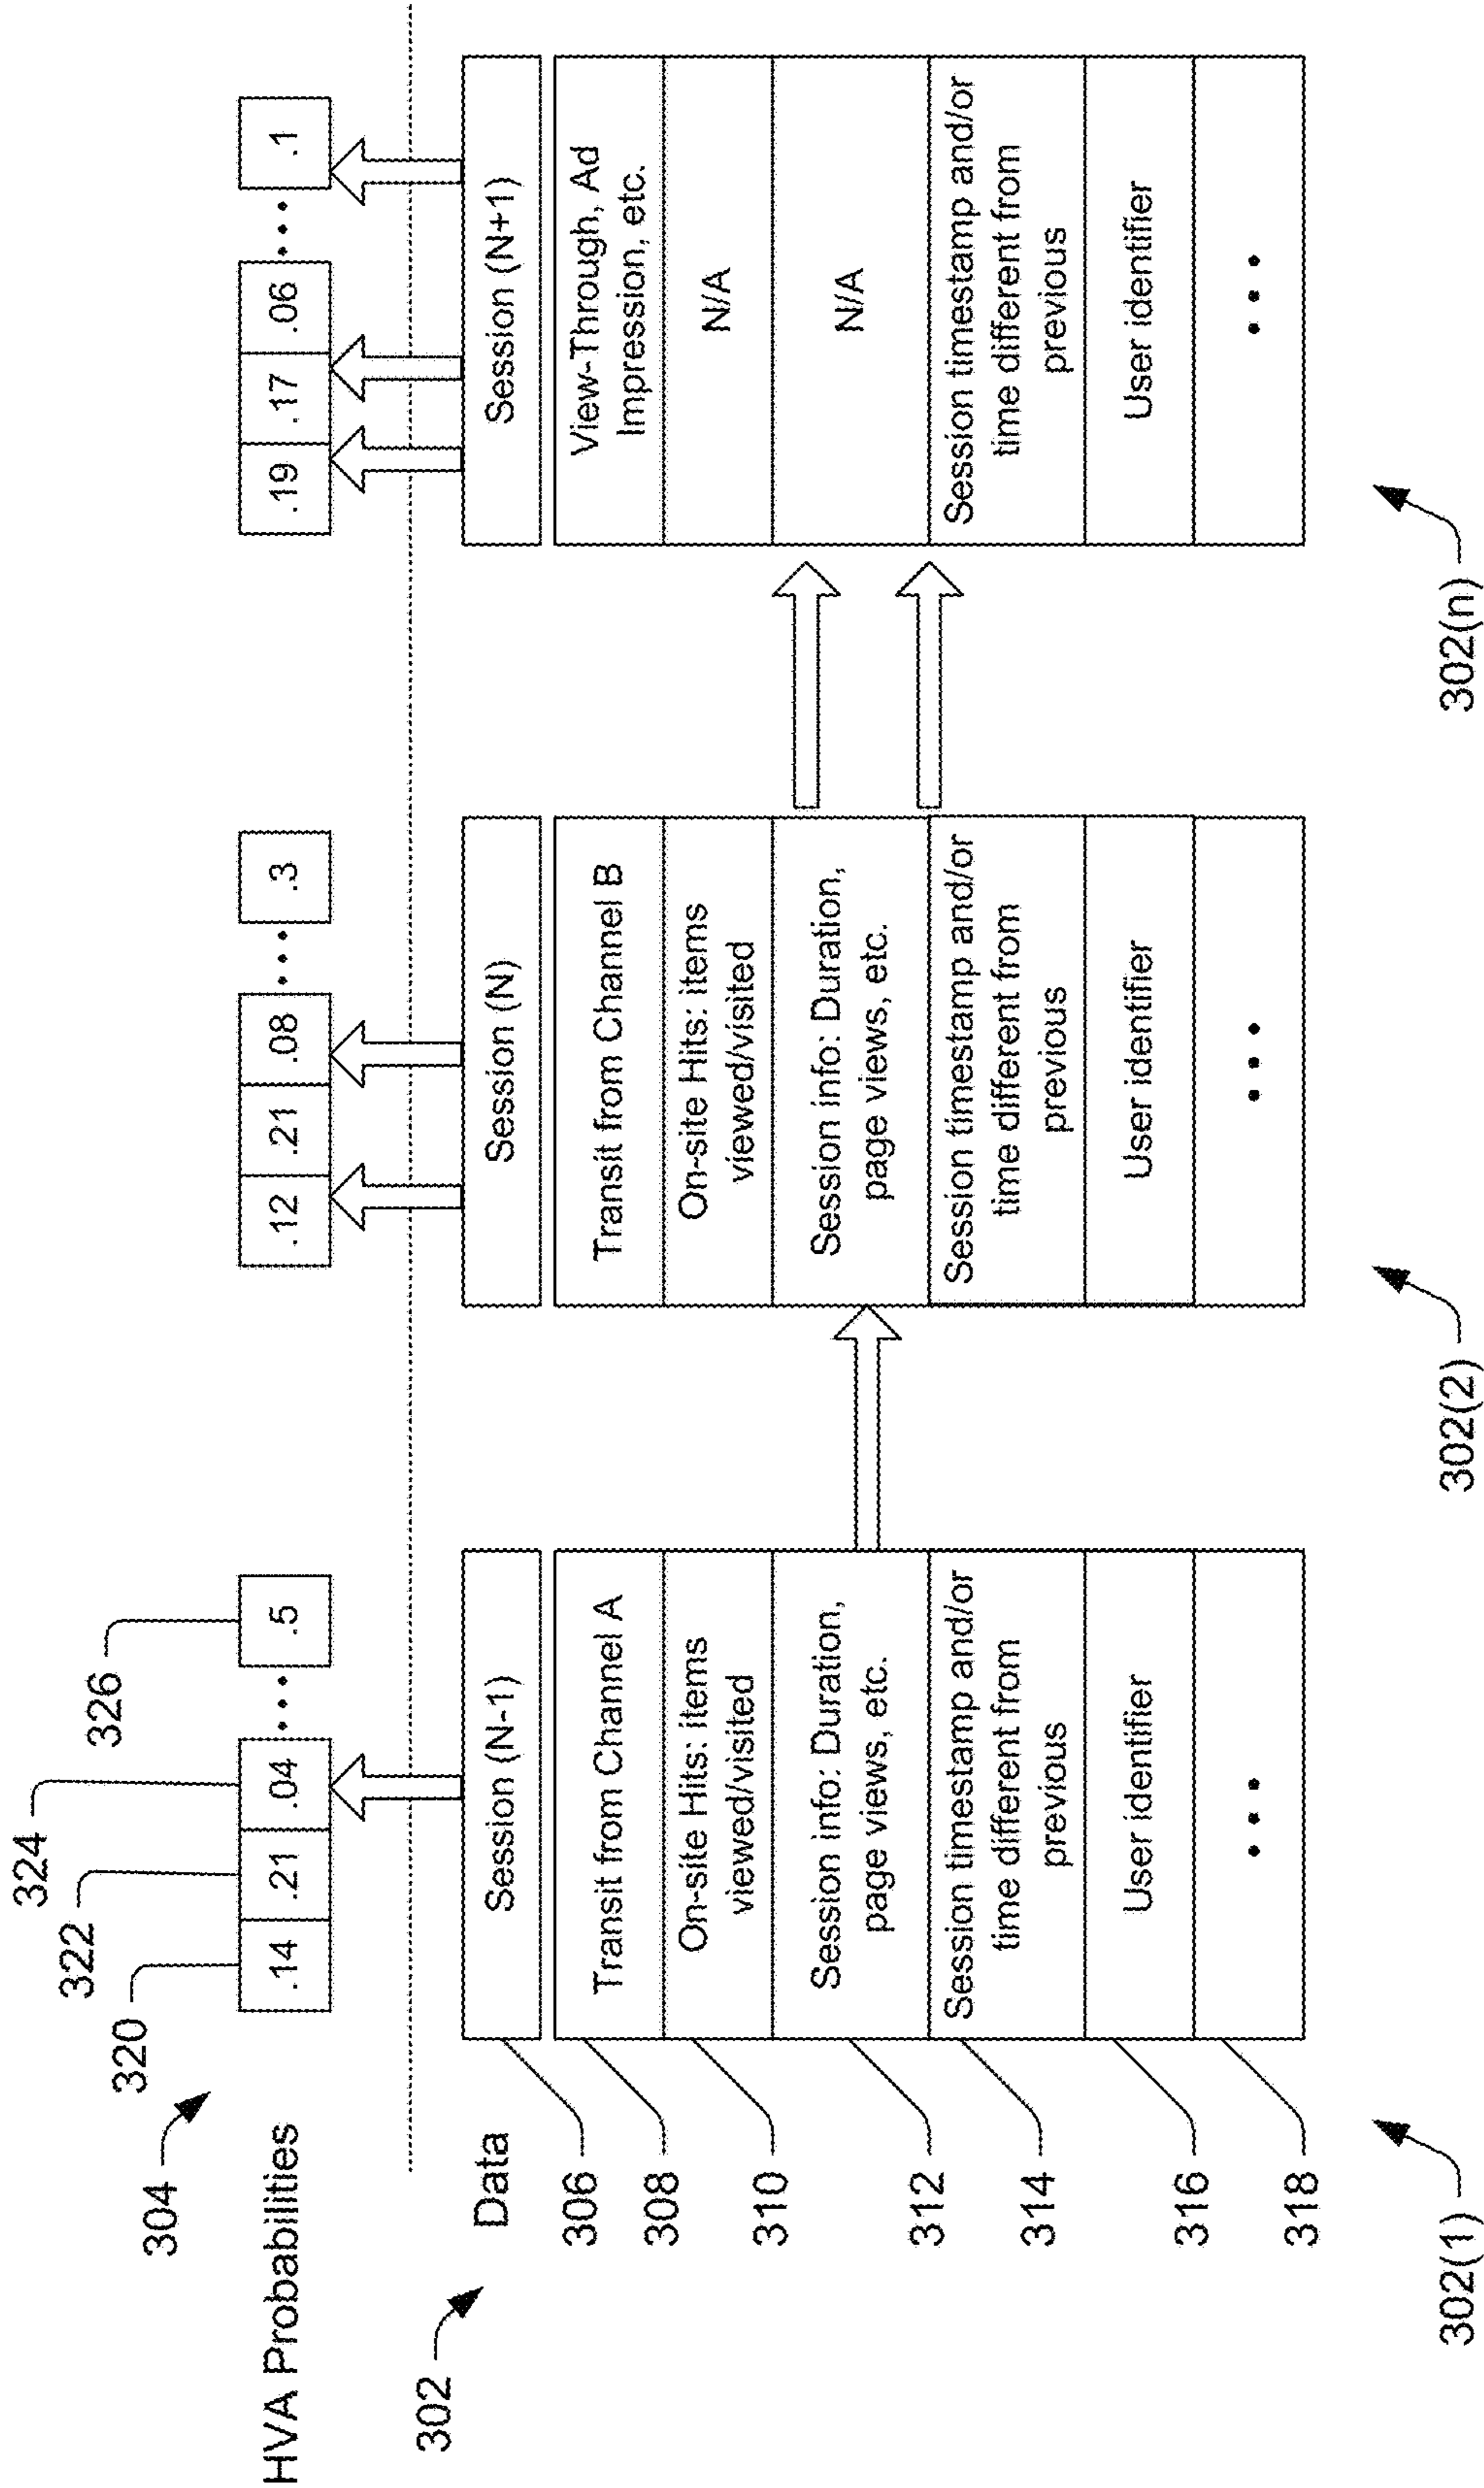 304
320
322
324
326
HVA Probabilities
.14 .21 .04 ... .5
.12 .21 .08 ... .3
.19 .17 .06 ... .1
302
Data
306
308
310
312
314
316
318
Session (N-1)
Transit from Channel A
On-site Hits: items
viewed/visited
Session info: Duration,
page views, etc.
Session timestamp and/or
time different from
previous
User identifier
...
302(1)
Session (N)
Transit from Channel B
On-site Hits: items
viewed/visited
Session info: Duration,
page views, etc.
Session timestamp and/or
time different from
previous
User identifier
...
302(2)
Session (N+1)
View-Through, Ad
Impression, etc.
N/A
N/A
Session timestamp and/or
time different from
previous
User identifier
...
302(n)